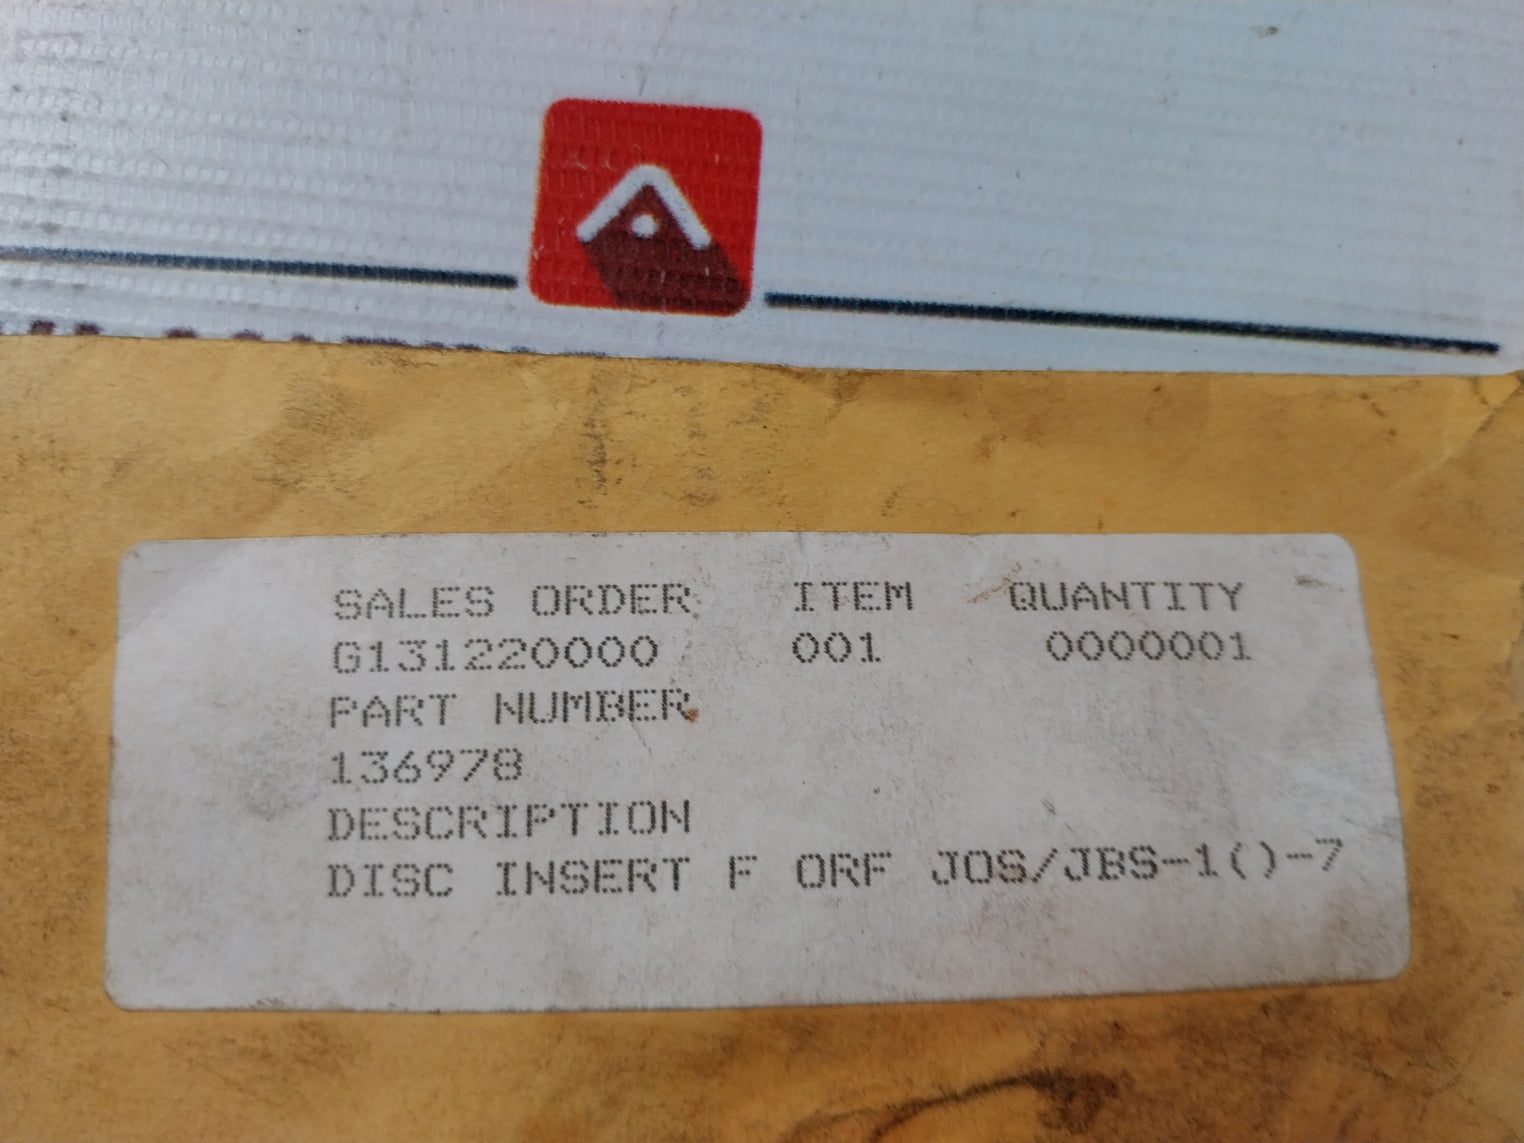 SALES ORDER ITEM QUANTITY
G131220000 001 0000001
PART NUMBER
136978
DESCRIPTION
DISC INSERT F ORF JOS/JBS-1()-7